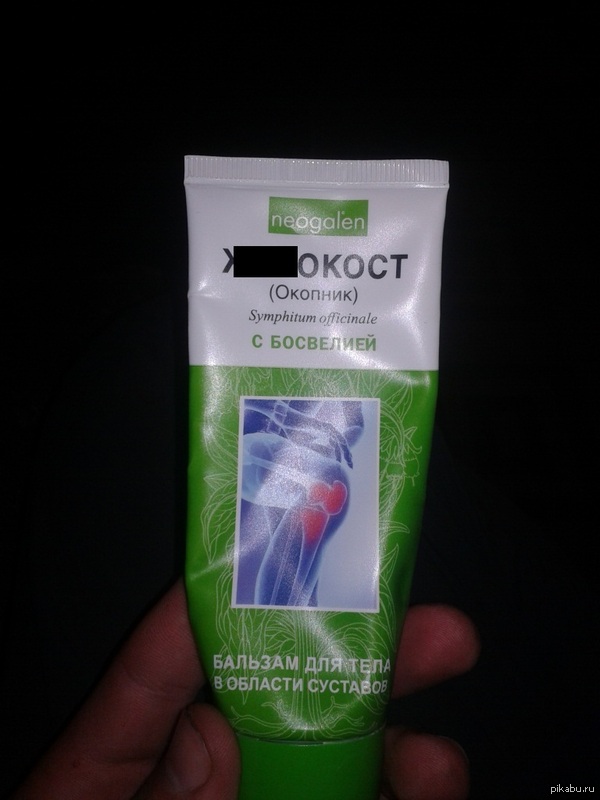 neogalen
(Окопник)
Symphitum officinale
С БОСВЕЛИЕЙ
БАЛЬЗАМ ДЛЯ ТЕЛА
В ОБЛАСТИ СУСТАВОВ
pikabu.ru